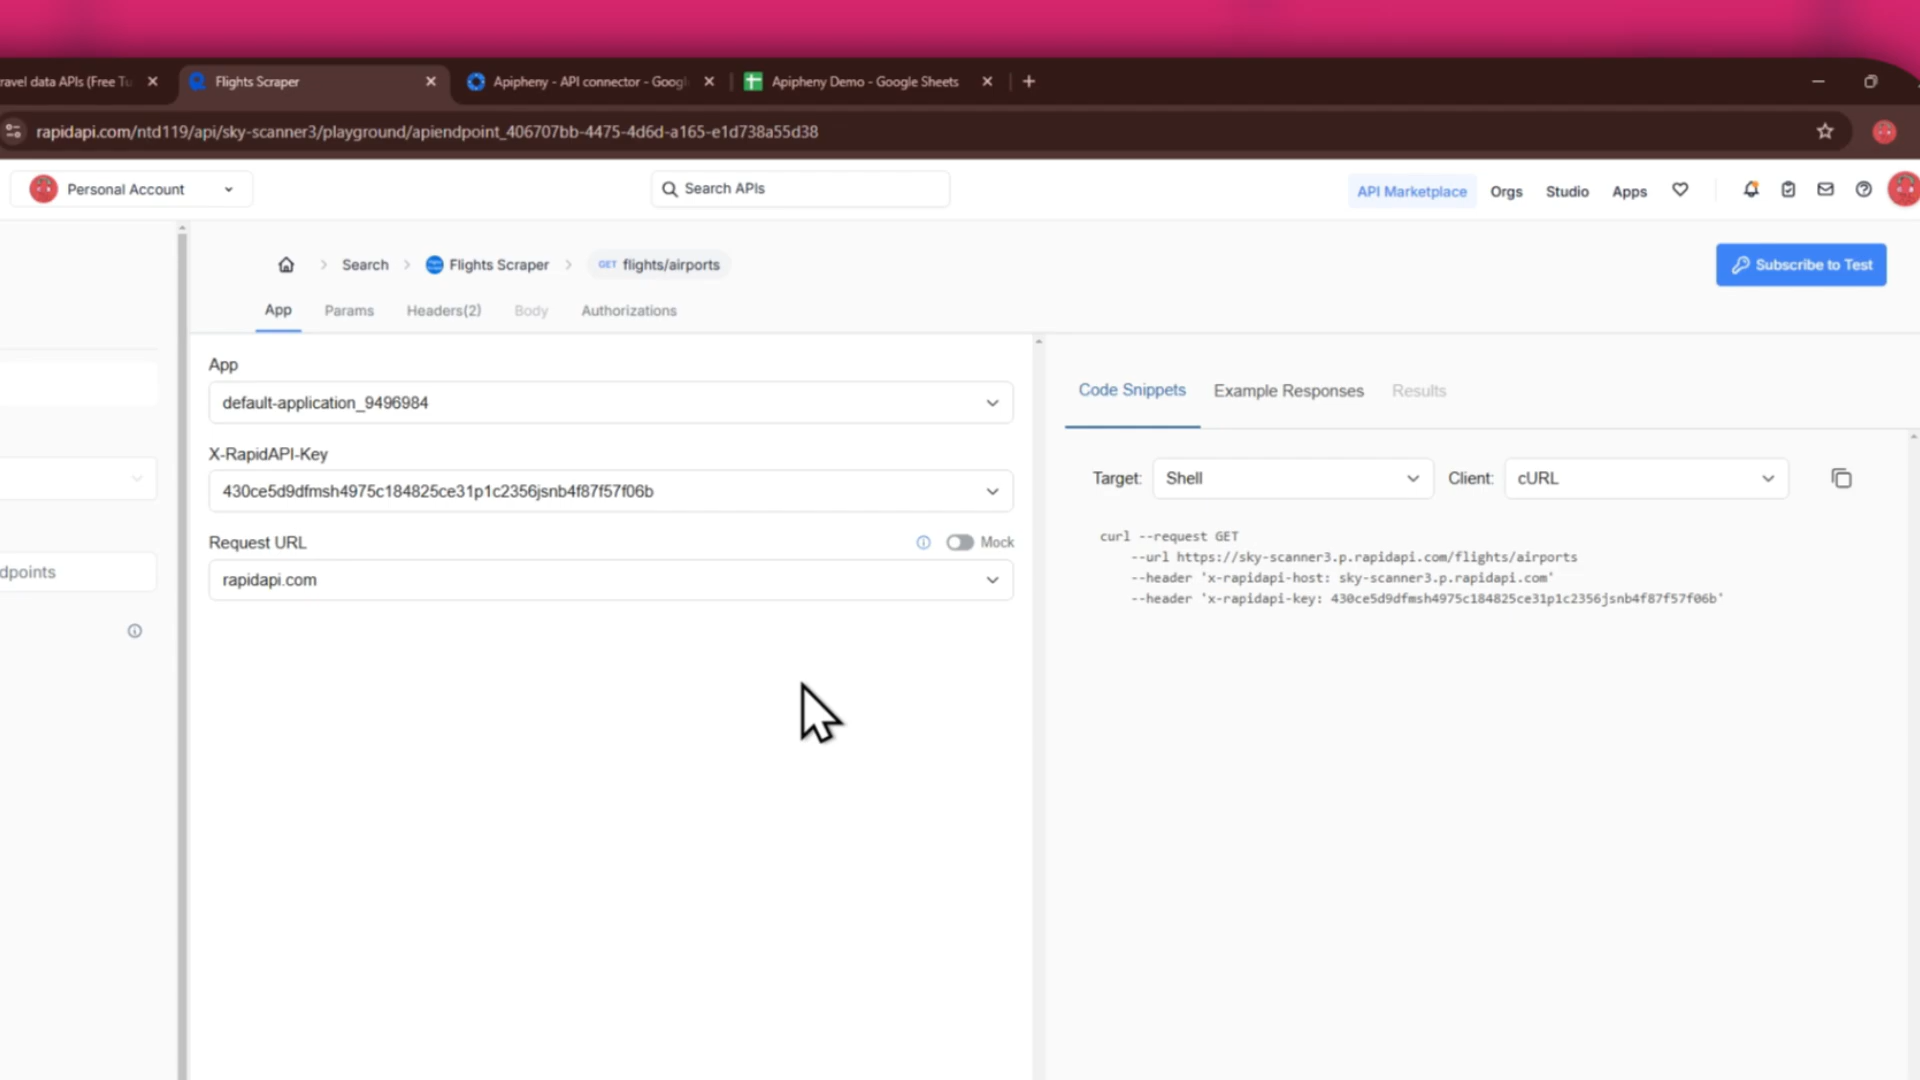 ravel data APIs (Free Tu
Flights Scraper
Apipheny - API connector - Googl
Apipheny Demo - Google Sheets
rapidapi.com/ntd119/api/sky-scanner3/playground/apiendpoint_406707bb-4475-4d6d-a165-e1d738a55d38
Personal Account
Search APIs
API Marketplace
Orgs
Studio
Apps
Search
Flights Scraper
GET flights/airports
Subscribe to Test
App
Params
Headers(2)
Body
Authorizations
App
default-application_9496984
X-RapidAPI-Key
430ce5d9dfmsh4975c184825ce31p1c2356jsnb4f87f57f06b
Request URL
Mock
rapidapi.com
dpoints
Code Snippets
Example Responses
Results
Target:
Shell
Client:
cURL
curl --request GET
--url https://sky-scanner3.p.rapidapi.com/flights/airports
--header 'x-rapidapi-host: sky-scanner3.p.rapidapi.com'
--header 'x-rapidapi-key: 430ce5d9dfmsh4975c184825ce31p1c2356jsnb4f87f57f06b'